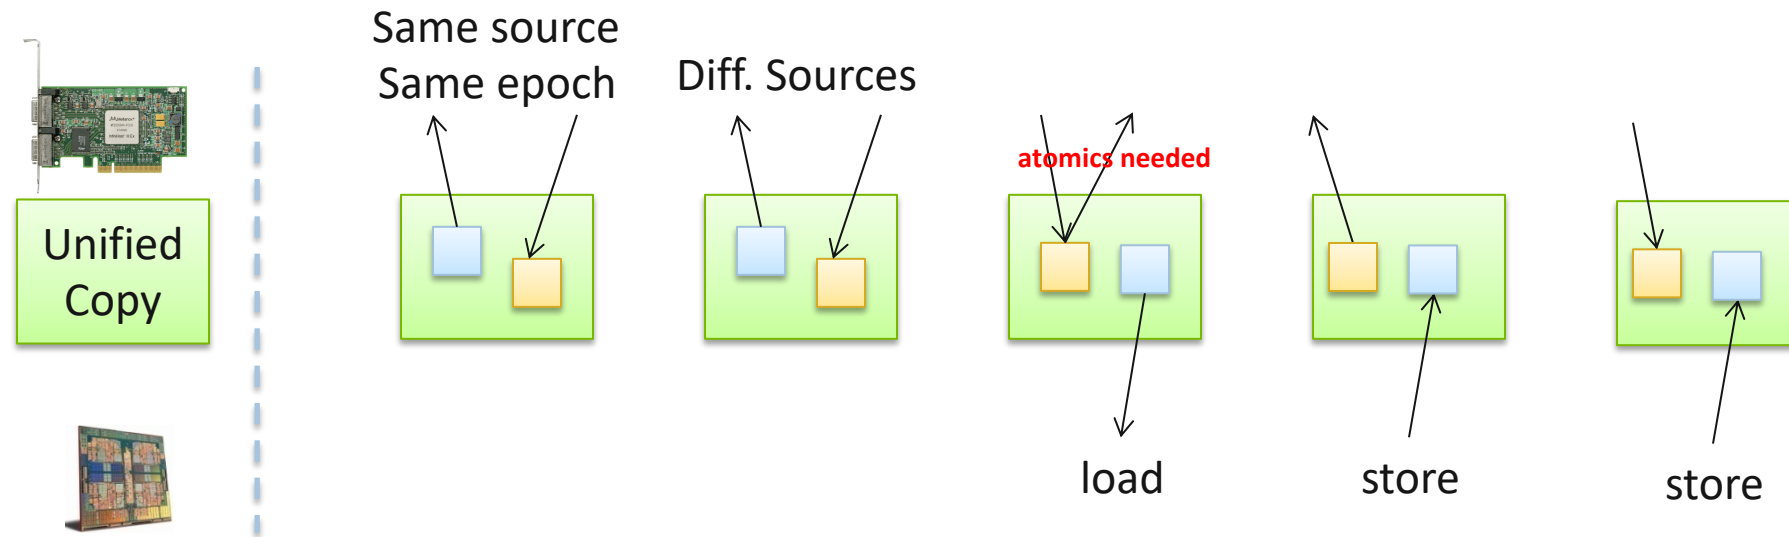 Same source
Same epoch
Diff. Sources
atomics needed
Unified
Copy
load
store
store